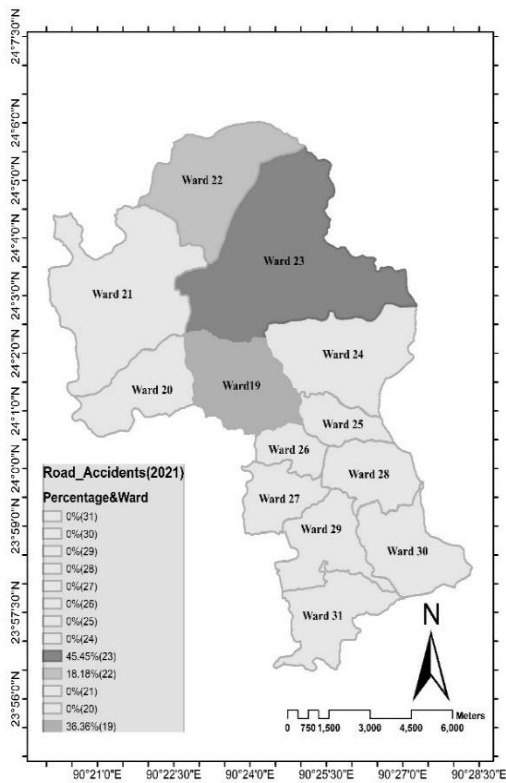 24°7'30"N
24°6'0"N
24°5'0"N
24°4'0"N
24°3'0"N
24°2'0"N
24°1'0"N
24°0'0"N
23°59'0"N
23°57'30"N
23°56'0"N
Ward 22
Ward 23
Ward 21
Ward 24
Ward 20
Ward19
Ward 25
Ward 26
Ward 28
Ward 27
Ward 29
Ward 30
Ward 31
Road_Accidents(2021)
Percentage&Ward
0%(31)
0%(30)
0%(29)
0%(28)
0%(27)
0%(26)
0%(25)
0%(24)
45.45%(23)
18.18%(22)
0%(21)
0%(20)
36.36%(19)
N
0 750 1,500 3,000 4,500 6,000 Meters
90°21'0"E 90°22'30"E 90°24'0"E 90°25'30"E 90°27'0"E 90°28'30"E